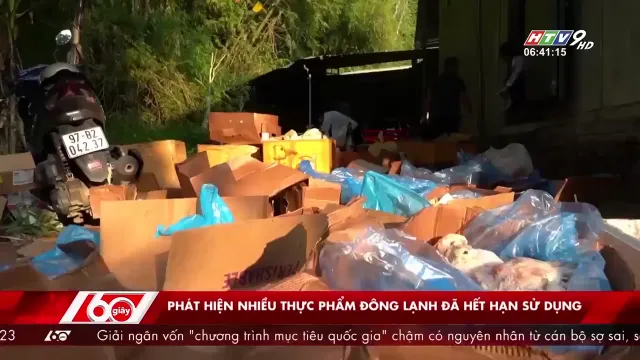 HTV9 HD
06:41:15
97-B2
042.37
PERISHABLE
60 giây
PHÁT HIỆN NHIỀU THỰC PHẨM ĐÔNG LẠNH ĐÃ HẾT HẠN SỬ DỤNG
23 60 Giải ngân vốn "chương trình mục tiêu quốc gia" chậm có nguyên nhân từ cán bộ sợ sai, s